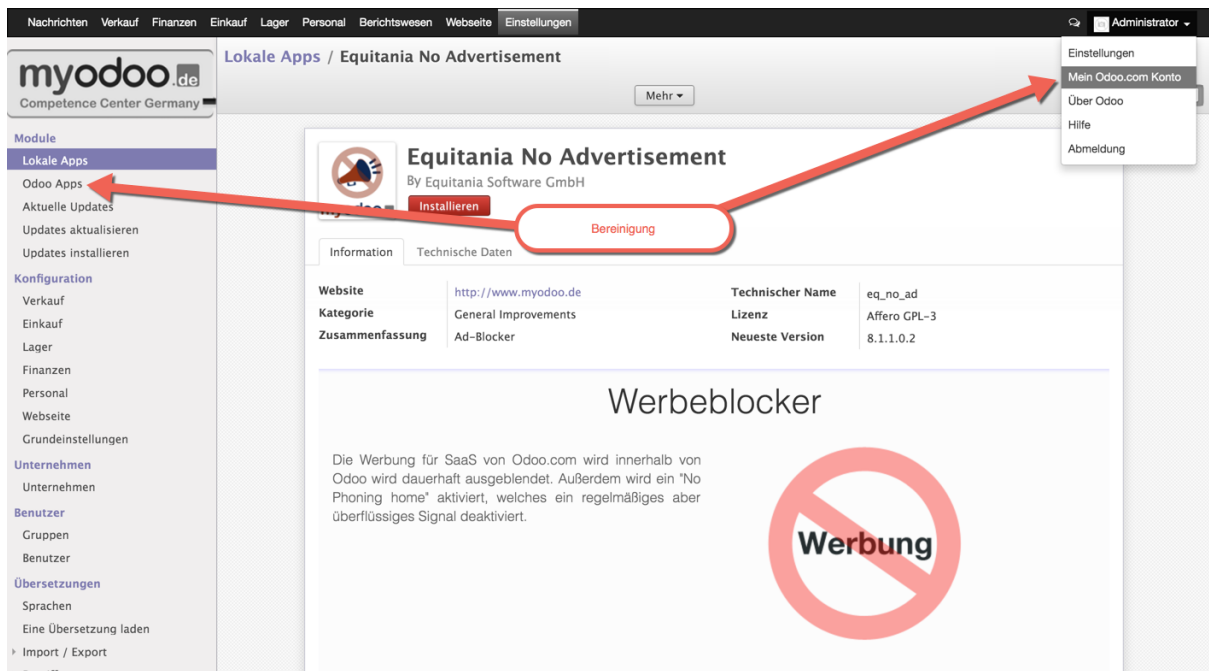 Nachrichten Verkauf Finanzen Einkauf Lager Personal Berichtswesen Webseite Einstellungen Administrator
Einstellungen
Mein Odoo.com Konto
Über Odoo
Hilfe
Abmeldung
myodoo.de
Competence Center Germany
Lokale Apps / Equitania No Advertisement
Mehr
Module
Lokale Apps
Odoo Apps
Aktuelle Updates
Updates aktualisieren
Updates installieren
Konfiguration
Verkauf
Einkauf
Lager
Finanzen
Personal
Webseite
Grundeinstellungen
Unternehmen
Unternehmen
Benutzer
Gruppen
Benutzer
Übersetzungen
Sprachen
Eine Übersetzung laden
Import / Export
Equitania No Advertisement
By Equitania Software GmbH
Installieren
Bereinigung
Information Technische Daten
Website http://www.myodoo.de Technischer Name eq_no_ad
Kategorie General Improvements Lizenz Affero GPL-3
Zusammenfassung Ad-Blocker Neueste Version 8.1.1.0.2
Werbeblocker
Die Werbung für SaaS von Odoo.com wird innerhalb von
Odoo wird dauerhaft ausgeblendet. Außerdem wird ein "No
Phoning home" aktiviert, welches ein regelmäßiges aber
überflüssiges Signal deaktiviert.
Werbung